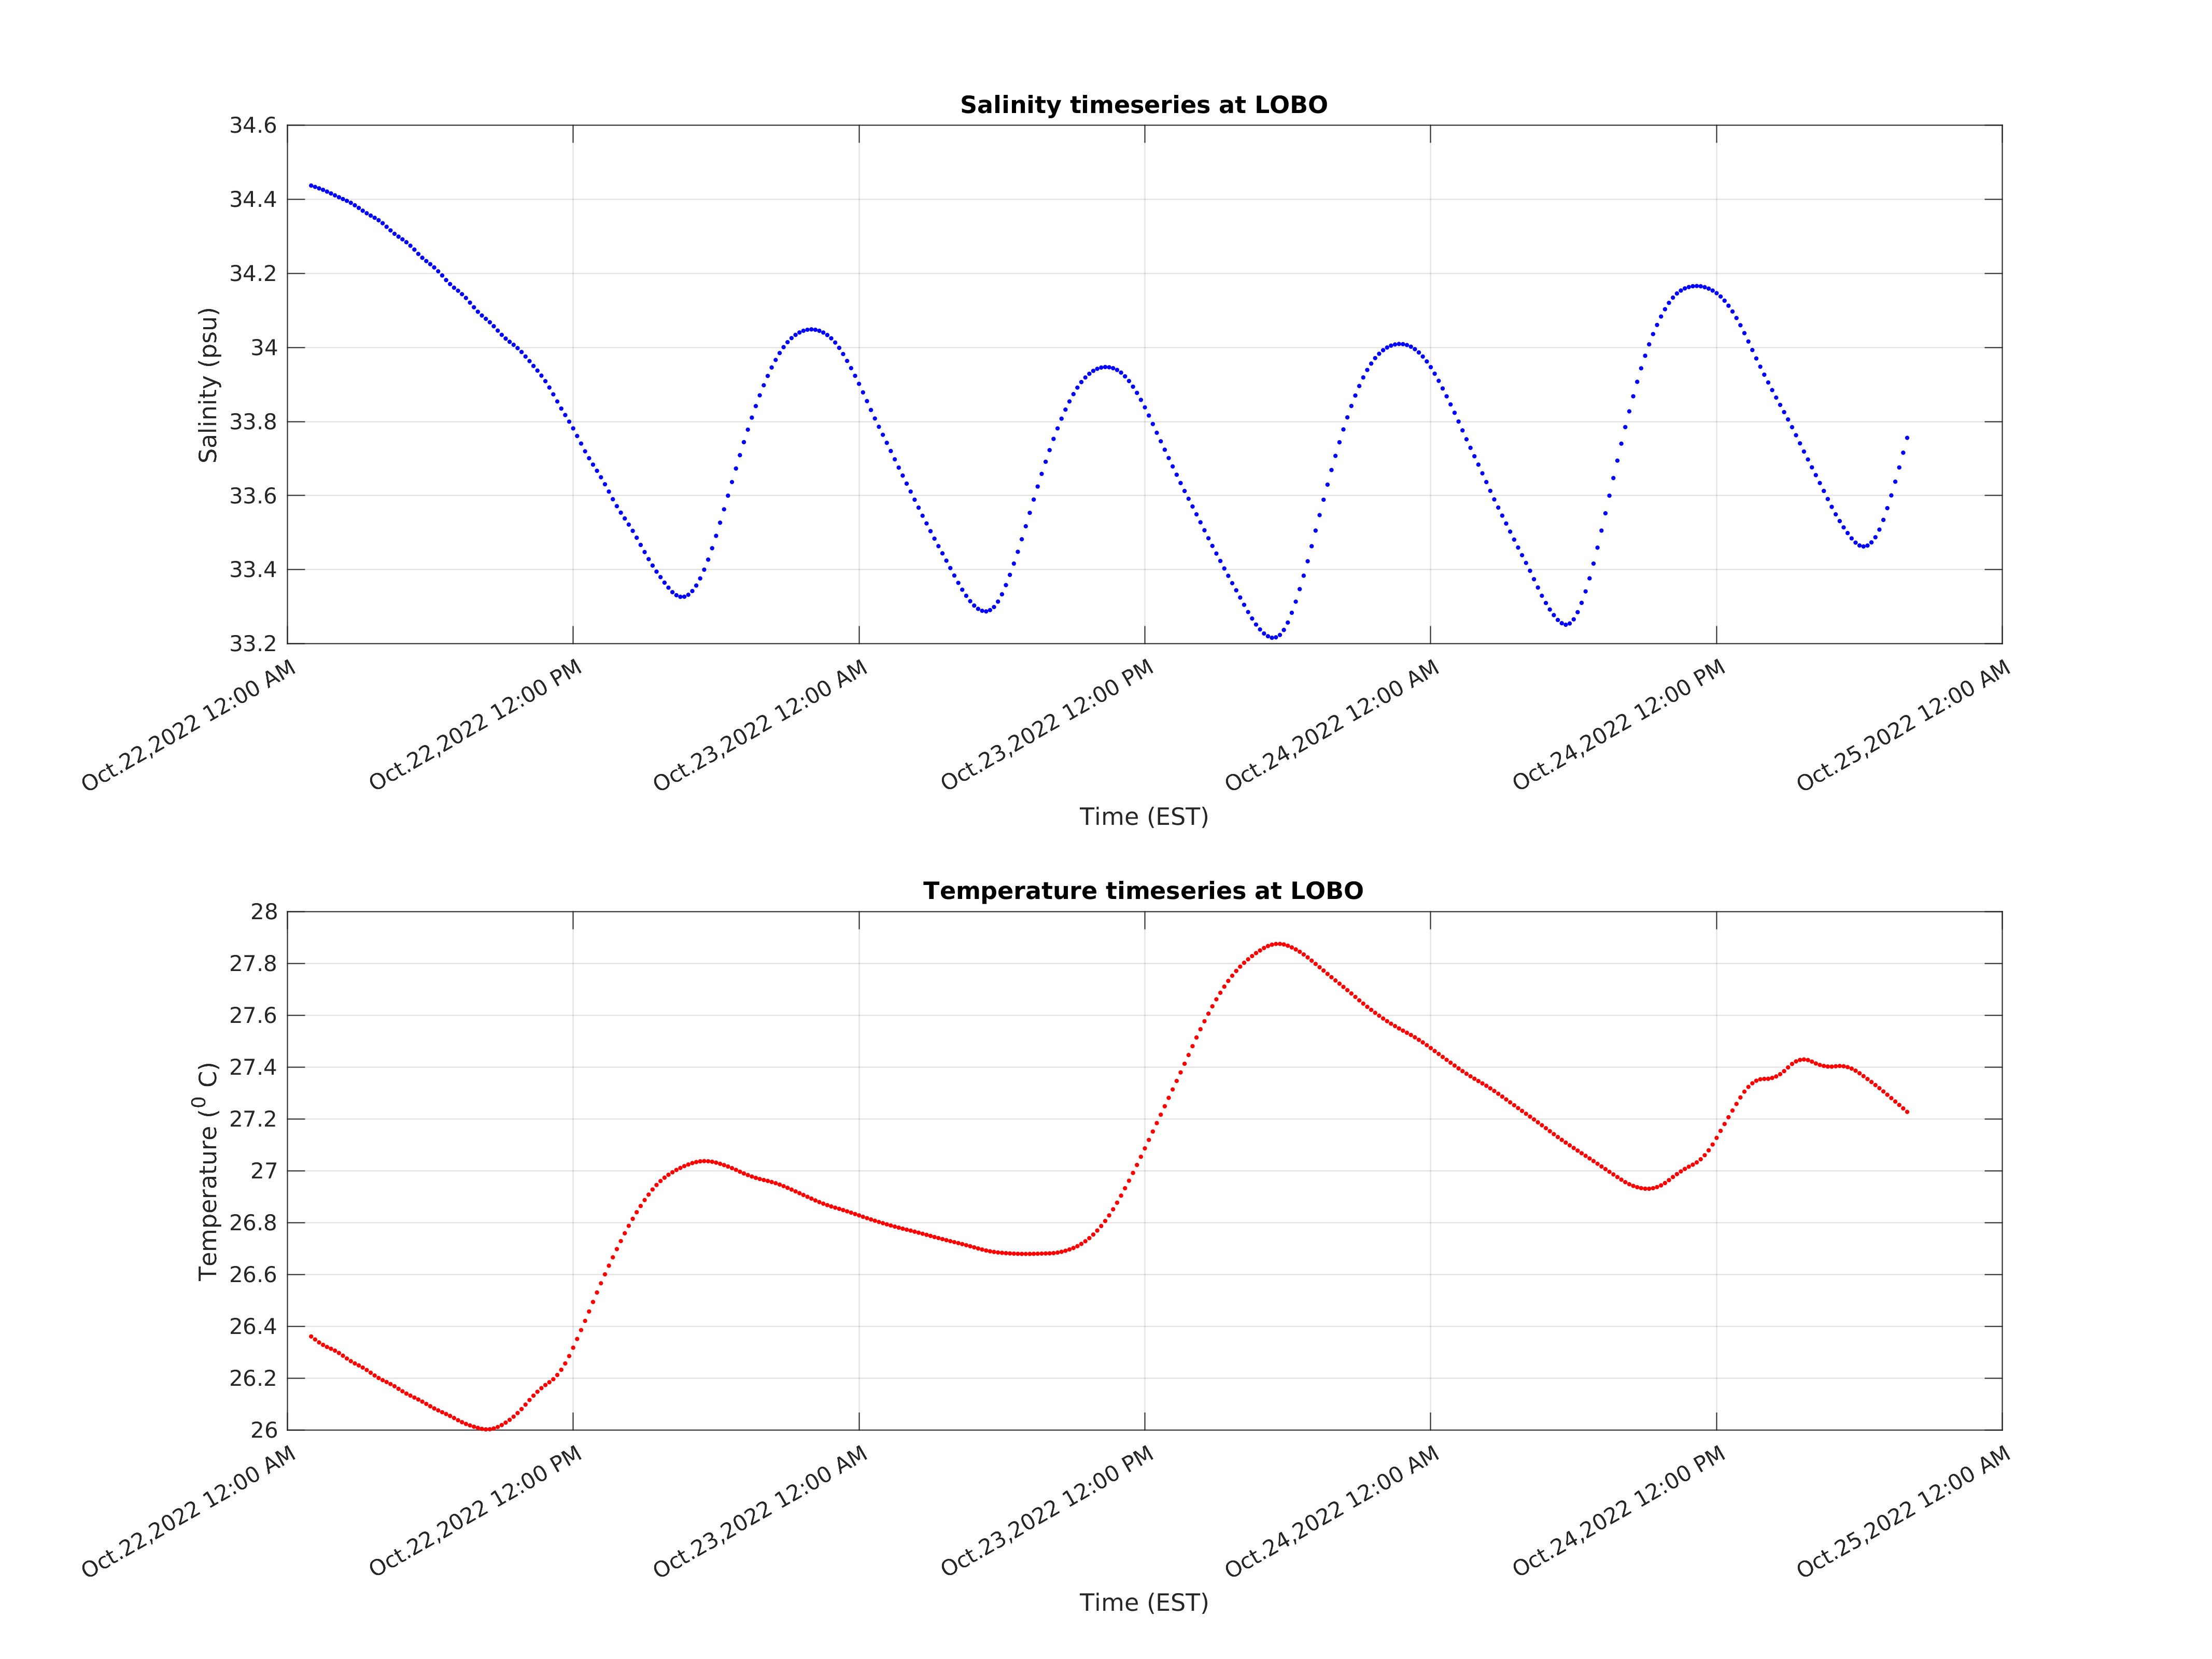 Salinity timeseries at LOBO
34.6
34.4
34.2
34
33.8
33.6
33.4
33.2
Salinity (psu)
Oct.22,2022 12:00 AM
Oct.22,2022 12:00 PM
Oct.23,2022 12:00 AM
Oct.23,2022 12:00 PM
Oct.24,2022 12:00 AM
Oct.24,2022 12:00 PM
Oct.25,2022 12:00 AM
Time (EST)
Temperature timeseries at LOBO
28
27.8
27.6
27.4
27.2
27
26.8
26.6
26.4
26.2
26
Temperature (⁰ C)
Oct.22,2022 12:00 AM
Oct.22,2022 12:00 PM
Oct.23,2022 12:00 AM
Oct.23,2022 12:00 PM
Oct.24,2022 12:00 AM
Oct.24,2022 12:00 PM
Oct.25,2022 12:00 AM
Time (EST)